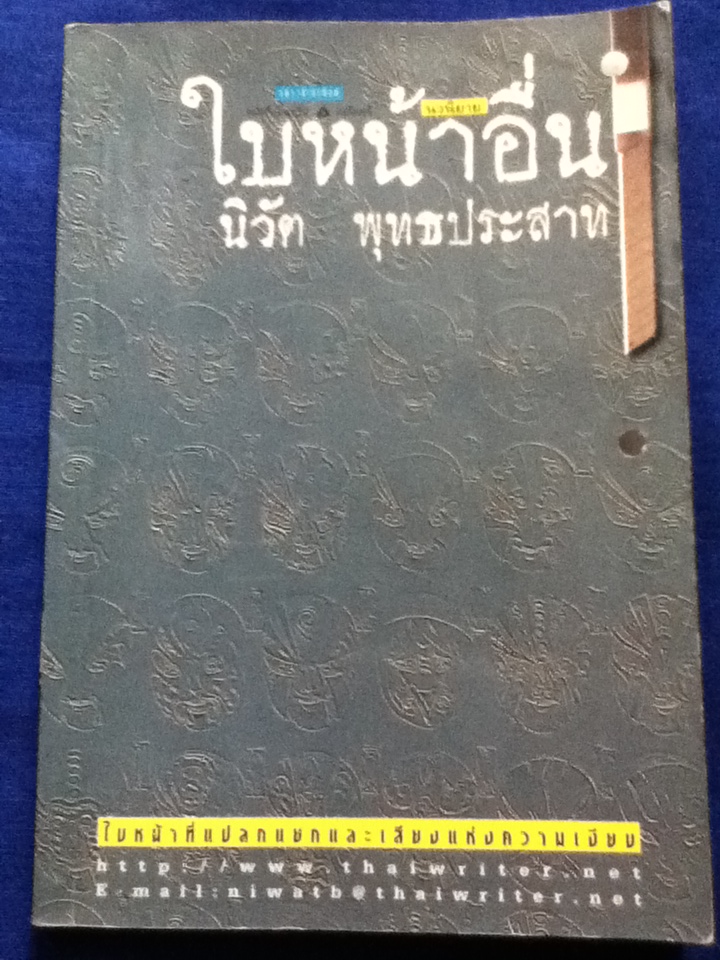 นวนิยาย
ใบหน้าอื่น
นิวัต พุทธประสาท
ใบหน้าที่แปลกแยกและเสียงแห่งความเงียบ
http://www.thaiwriter.net
E-mail:niwatb@thaiwriter.net